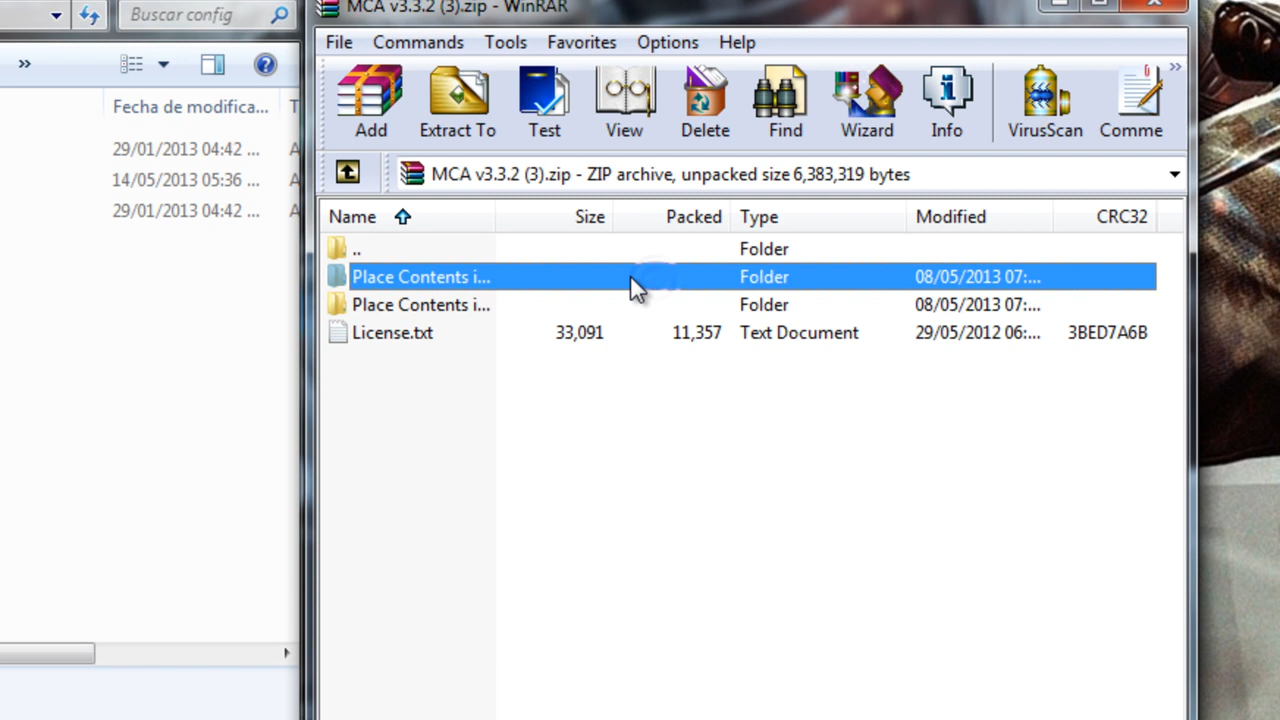 Buscar config
»
Fecha de modifica...
29/01/2013 04:42 ... A
14/05/2013 05:36 ... A
29/01/2013 04:42 ... A
MCA v3.3.2 (3).zip - WinRAR
File Commands Tools Favorites Options Help
Add Extract To Test View Delete Find Wizard Info VirusScan Comme
»
MCA v3.3.2 (3).zip - ZIP archive, unpacked size 6,383,319 bytes
Name Size Packed Type Modified CRC32
.. Folder
Place Contents i... Folder 08/05/2013 07:...
Place Contents i... Folder 08/05/2013 07:...
License.txt 33,091 11,357 Text Document 29/05/2012 06:... 3BED7A6B